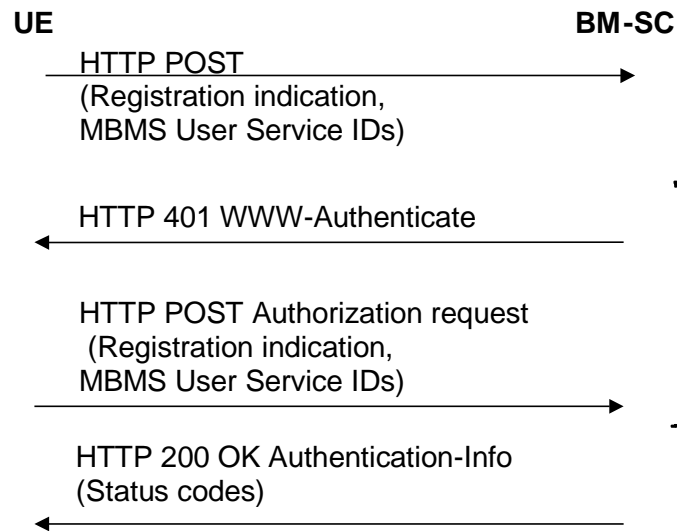 UE BM-SC
HTTP POST
(Registration indication,
MBMS User Service IDs)
HTTP 401 WWW-Authenticate
HTTP POST Authorization request
(Registration indication,
MBMS User Service IDs)
HTTP 200 OK Authentication-Info
(Status codes)